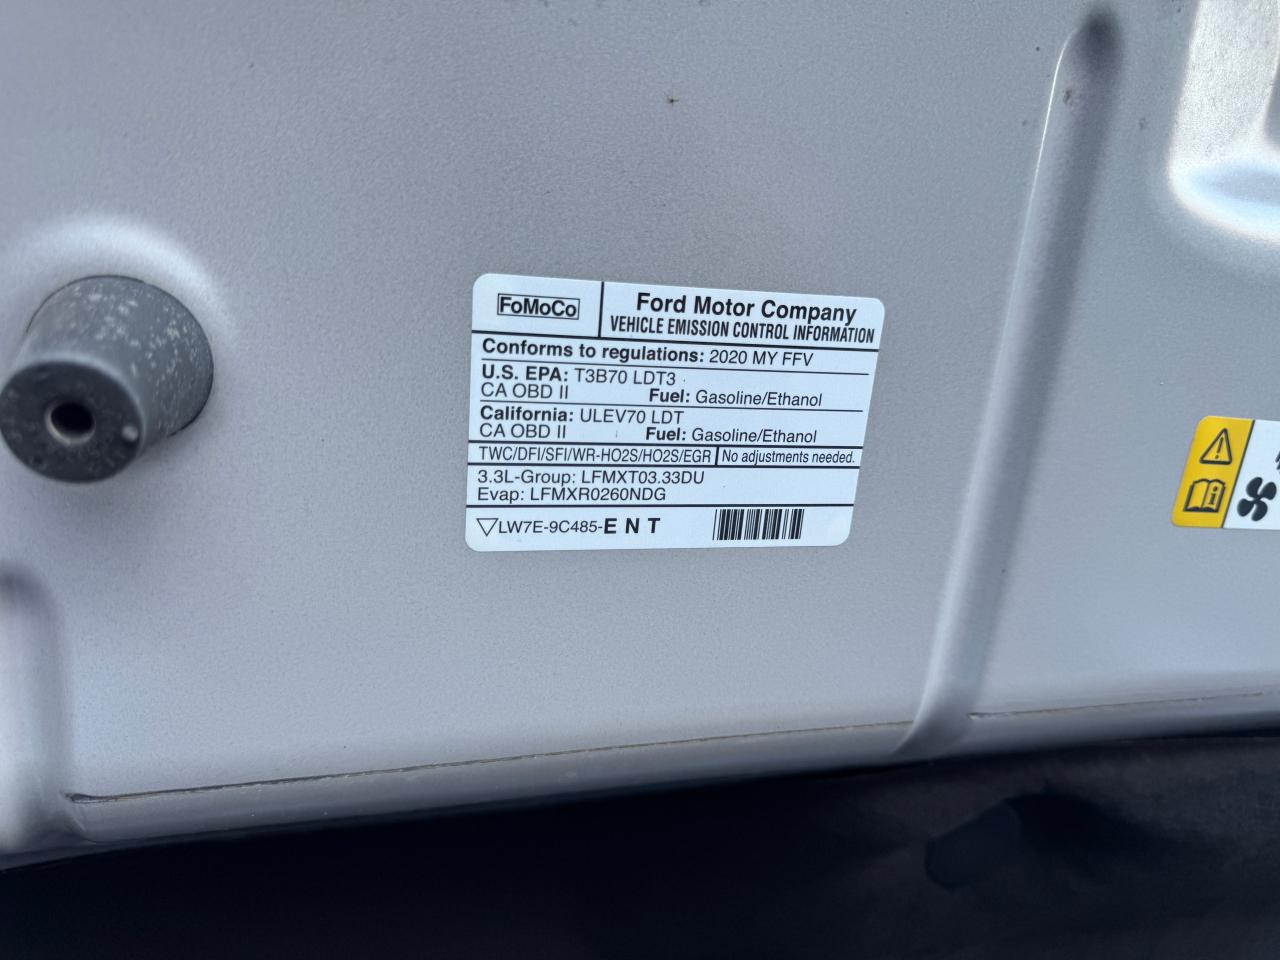 FoMoCo
Ford Motor Company
VEHICLE EMISSION CONTROL INFORMATION
Conforms to regulations: 2020 MY FFV
U.S. EPA: T3B70 LDT3
CA OBD II Fuel: Gasoline/Ethanol
California: ULEV70 LDT
CA OBD II Fuel: Gasoline/Ethanol
TWC/DFI/SFI/WR-HO2S/HO2S/EGR No adjustments needed.
3.3L-Group: LFMXT03.33DU
Evap: LFMXR0260NDG
LW7E-9C485-E N T